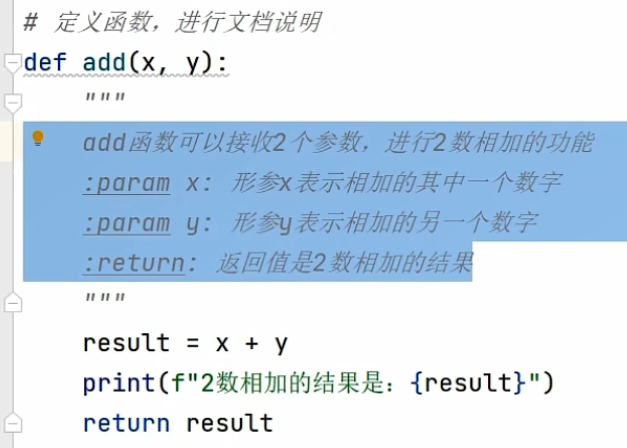 # 定义函数，进行文档说明
def add(x, y):
"""
add函数可以接收2个参数，进行2数相加的功能
:param x: 形参x表示相加的其中一个数字
:param y: 形参y表示相加的另一个数字
:return: 返回值是2数相加的结果
"""
result = x + y
print(f"2数相加的结果是：{result}")
return result